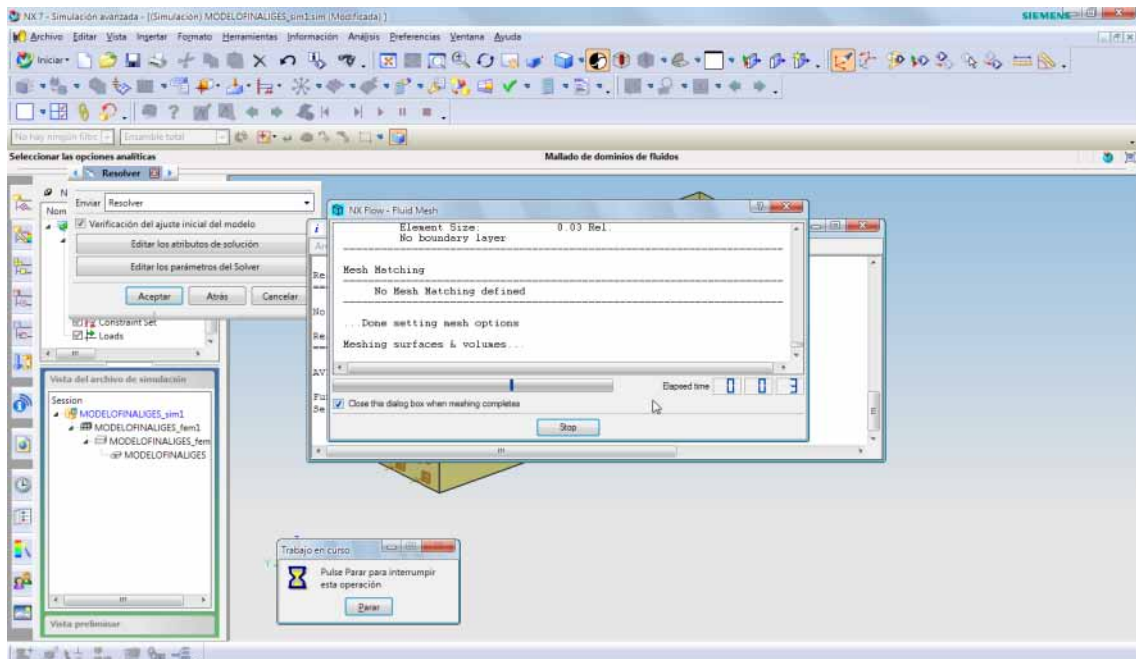 NX 7 - Simulación avanzada - [(Simulación) MODELOFINALIGES_sim1.sim (Modificada) ]
SIEMENS
Archivo Editar Vista Insertar Formato Herramientas Información Análisis Preferencias Ventana Ayuda
Iniciar
No hay ningún filtro
Ensamble total
Seleccionar las opciones analíticas
Mallado de dominios de fluidos
Resolver
Nom
Enviar Resolver
Verificación del ajuste inicial del modelo
Editar los atributos de solución
Editar los parámetros del Solver
Aceptar Atrás Cancelar
Constraint Set
Loads
NX Flow - Fluid Mesh
Element Size: 0.03 Rel.
No boundary layer
Mesh Matching
No Mesh Matching defined
...Done setting mesh options
Meshing surfaces & volumes...
Elapsed time 0 0 3
Close this dialog box when meshing completes
Stop
Vista del archivo de simulación
Session
MODELOFINALIGES_sim1
MODELOFINALIGES_fem1
MODELOFINALIGES_fem
MODELOFINALIGES
Vista preliminar
Trabajo en curso
Pulse Parar para interrumpir
esta operación
Parar